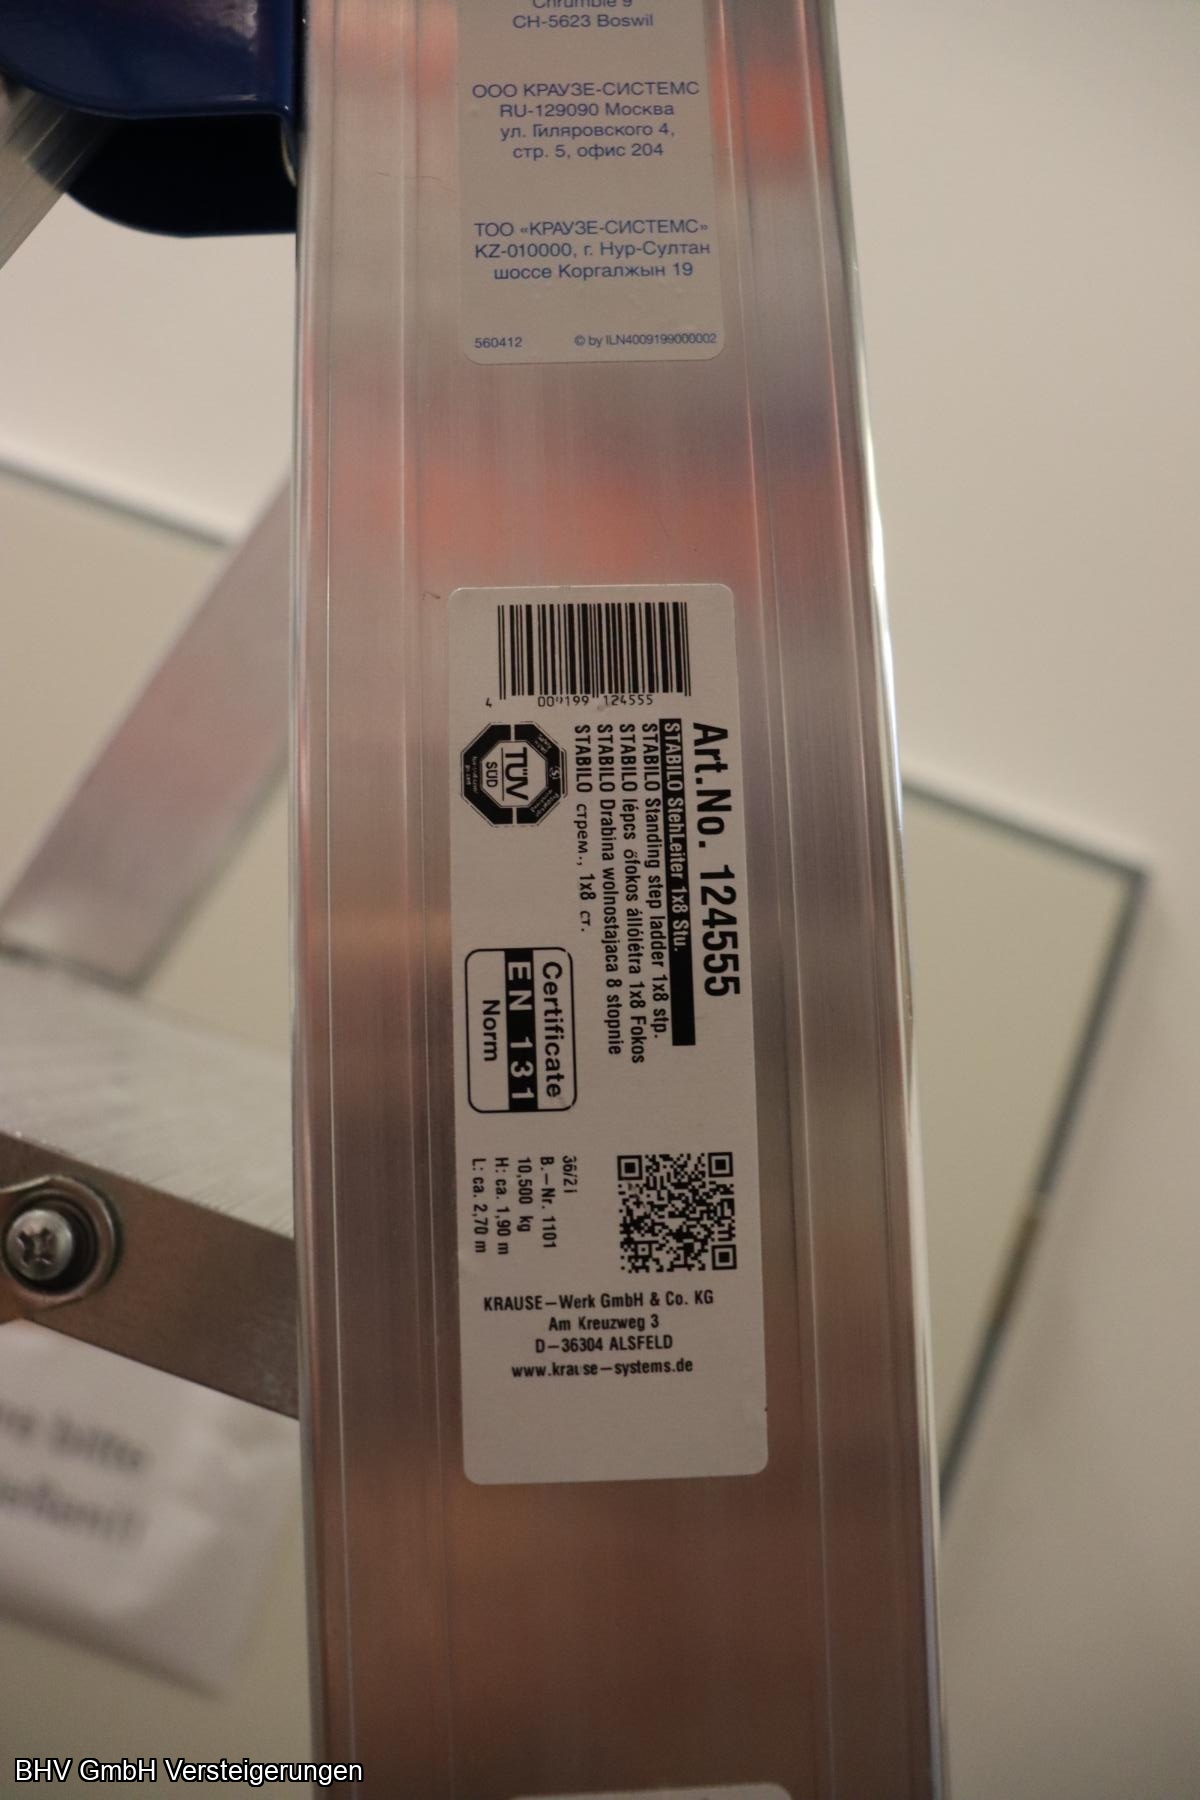 CH-5623 Boswil
ООО КРАУЗЕ-СИСТЕМС
RU-129090 Москва
ул. Гиляровского 4,
стр. 5, офис 204
ТОО «КРАУЗЕ-СИСТЕМС»
KZ-010000, г. Нур-Султан
шоссе Коргалжын 19
560412 © by ILN4009199000002
4 009199 124555
Art.No. 124555
STABILO StehLeiter 1x8 Stu.
STABILO Standing step ladder 1x8 stp.
STABILO lépcs őfokos állólétra 1x8 Fokos
STABILO Drabina wolnostajaca 8 stopnie
STABILO стрем., 1x8 ст.
TÜV
SÜD
Certificate
EN 131
Norm
36/2i
B.-Nr. 1101
10,500 kg
H: ca. 1,90 m
L: ca. 2,70 m
KRAUSE-Werk GmbH & Co. KG
Am Kreuzweg 3
D-36304 ALSFELD
www.krause-systems.de
bitte
BHV GmbH Versteigerungen